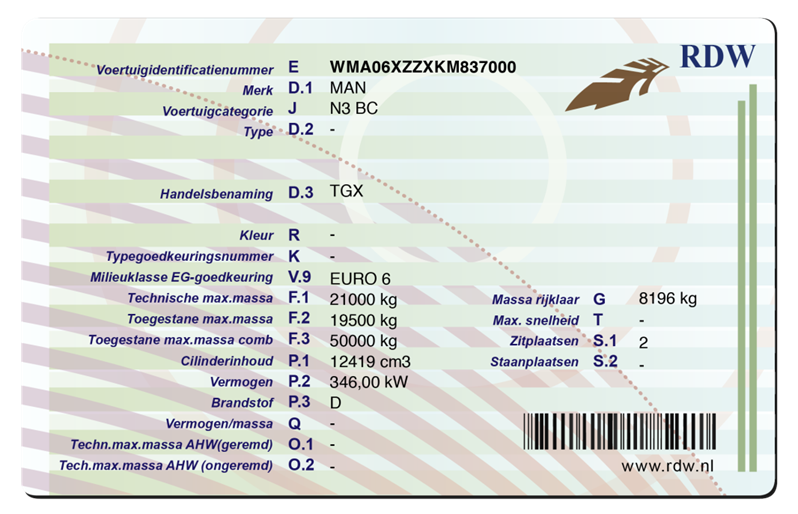 RDW
Voertuigidentificatienummer E WMA06XZZXKM837000
Merk D.1 MAN
Voertuigcategorie J N3 BC
Type D.2 -
Handelsbenaming D.3 TGX
Kleur R -
Typegoedkeuringsnummer K -
Milieuklasse EG-goedkeuring V.9 EURO 6
Technische max.massa F.1 21000 kg Massa rijklaar G 8196 kg
Toegestane max.massa F.2 19500 kg Max. snelheid T -
Toegestane max.massa comb F.3 50000 kg Zitplaatsen S.1 2
Cilinderinhoud P.1 12419 cm3 Staanplaatsen S.2 -
Vermogen P.2 346,00 kW
Brandstof P.3 D
Vermogen/massa Q -
Techn.max.massa AHW(geremd) O.1 -
Tech.max.massa AHW (ongeremd) O.2 -
www.rdw.nl